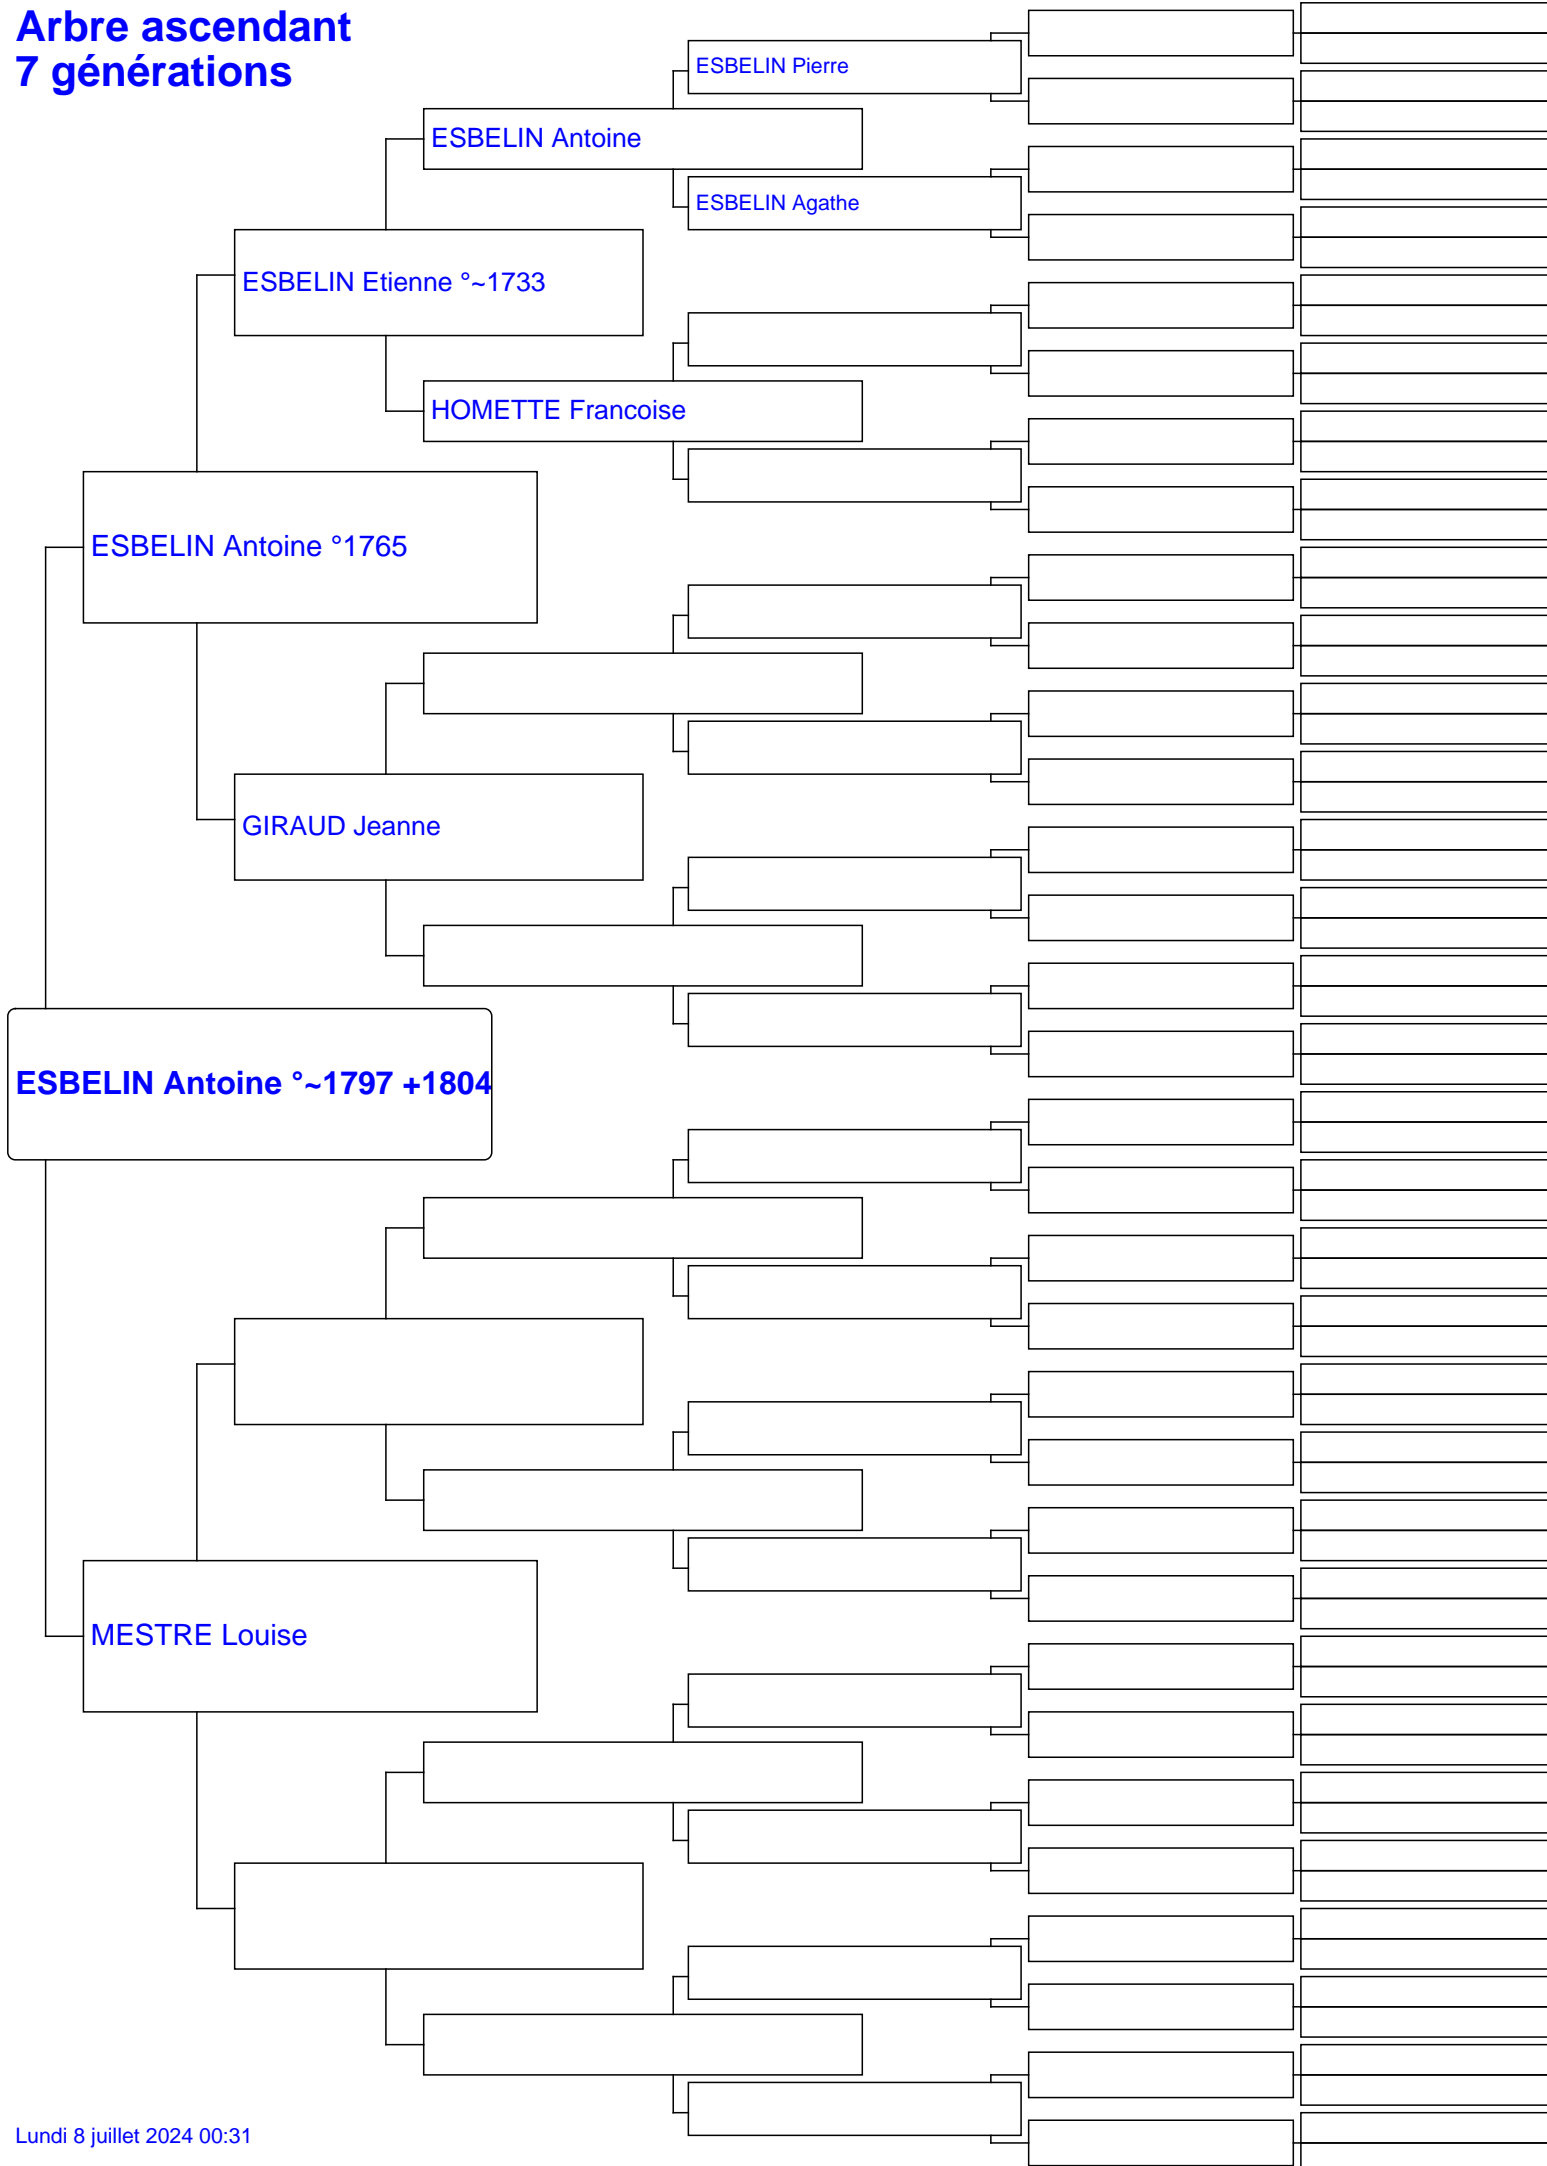 Arbre ascendant
7 générations
ESBELIN Pierre
ESBELIN Antoine
ESBELIN Agathe
ESBELIN Etienne °~1733
HOMETTE Francoise
ESBELIN Antoine °1765
GIRAUD Jeanne
ESBELIN Antoine °~1797 +1804
MESTRE Louise
Lundi 8 juillet 2024 00:31